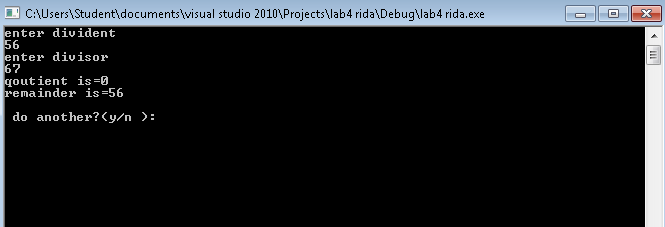 C:\Users\Student\documents\visual studio 2010\Projects\lab4 rida\Debug\lab4 rida.exe
enter divident
56
enter divisor
67
qoutient is=0
remainder is=56
do another?(y/n ):